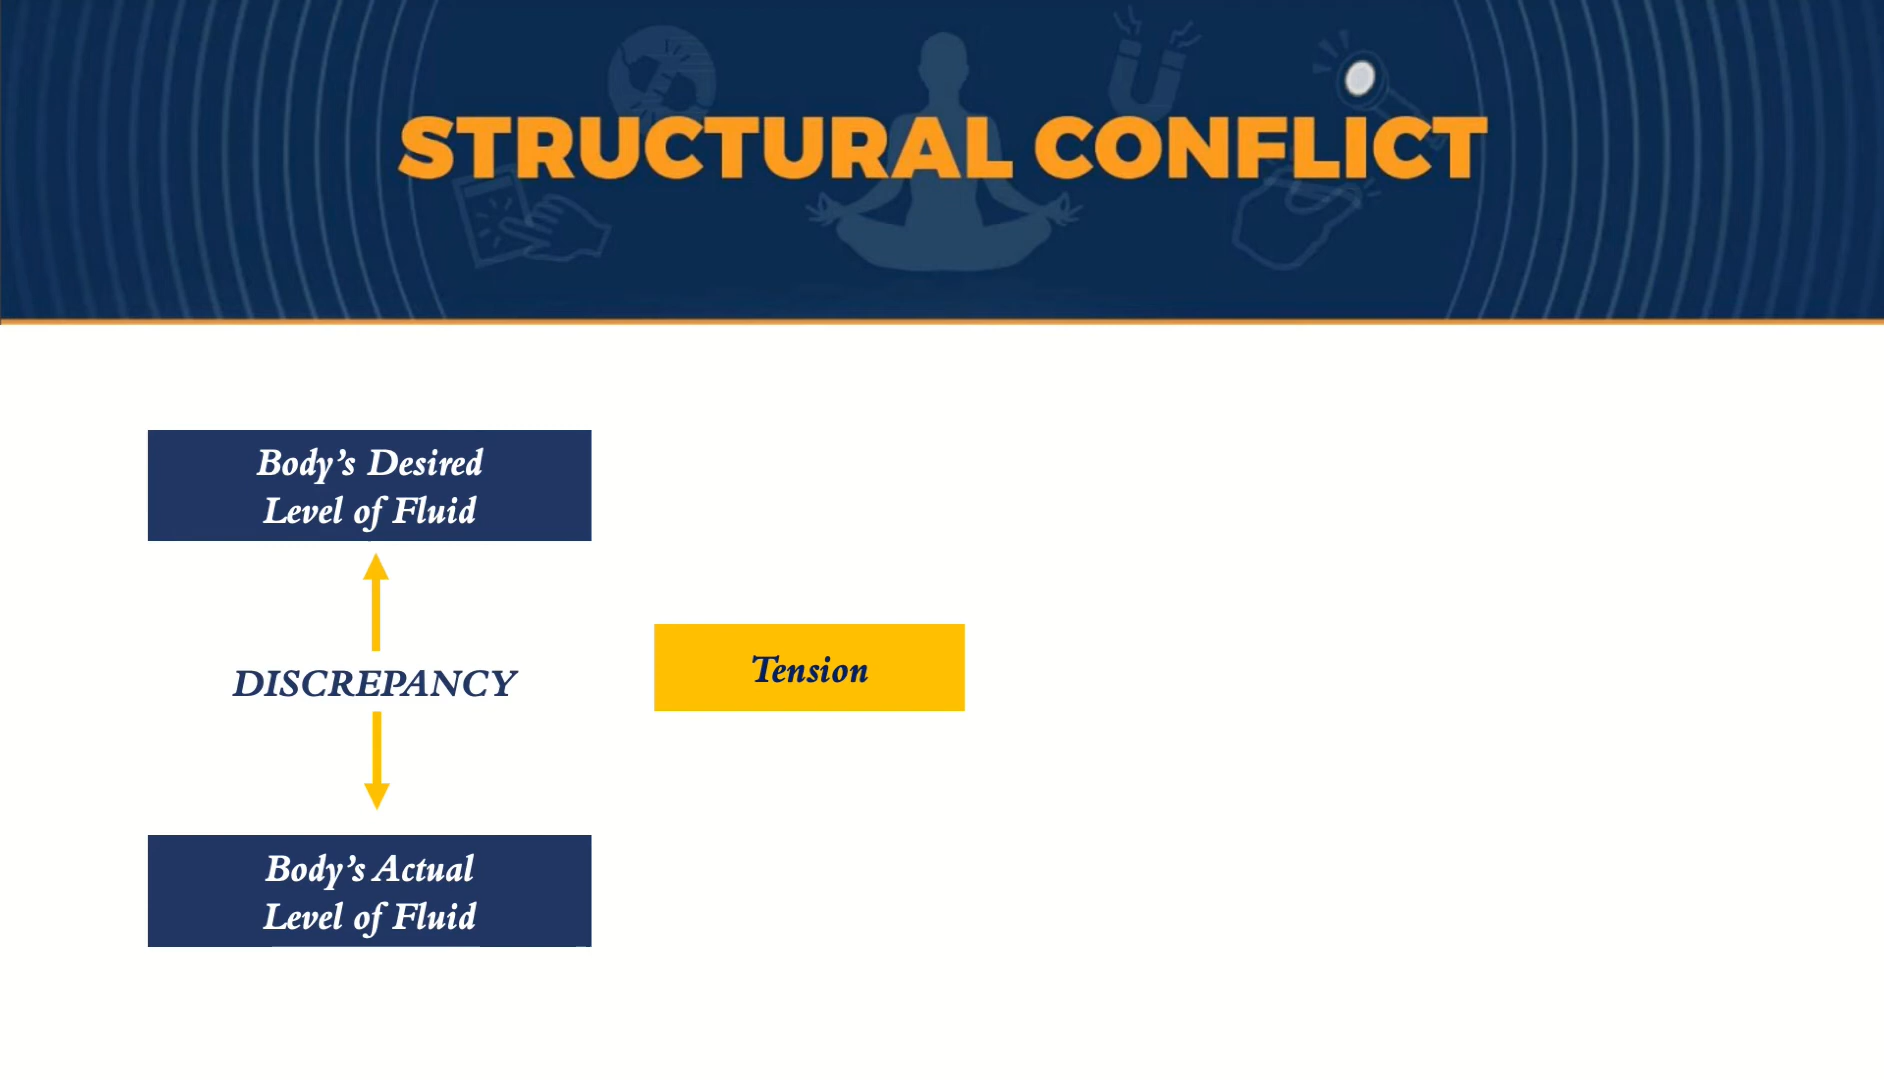 STRUCTURAL CONFLICT
Body’s Desired
Level of Fluid
DISCREPANCY
Tension
Body’s Actual
Level of Fluid